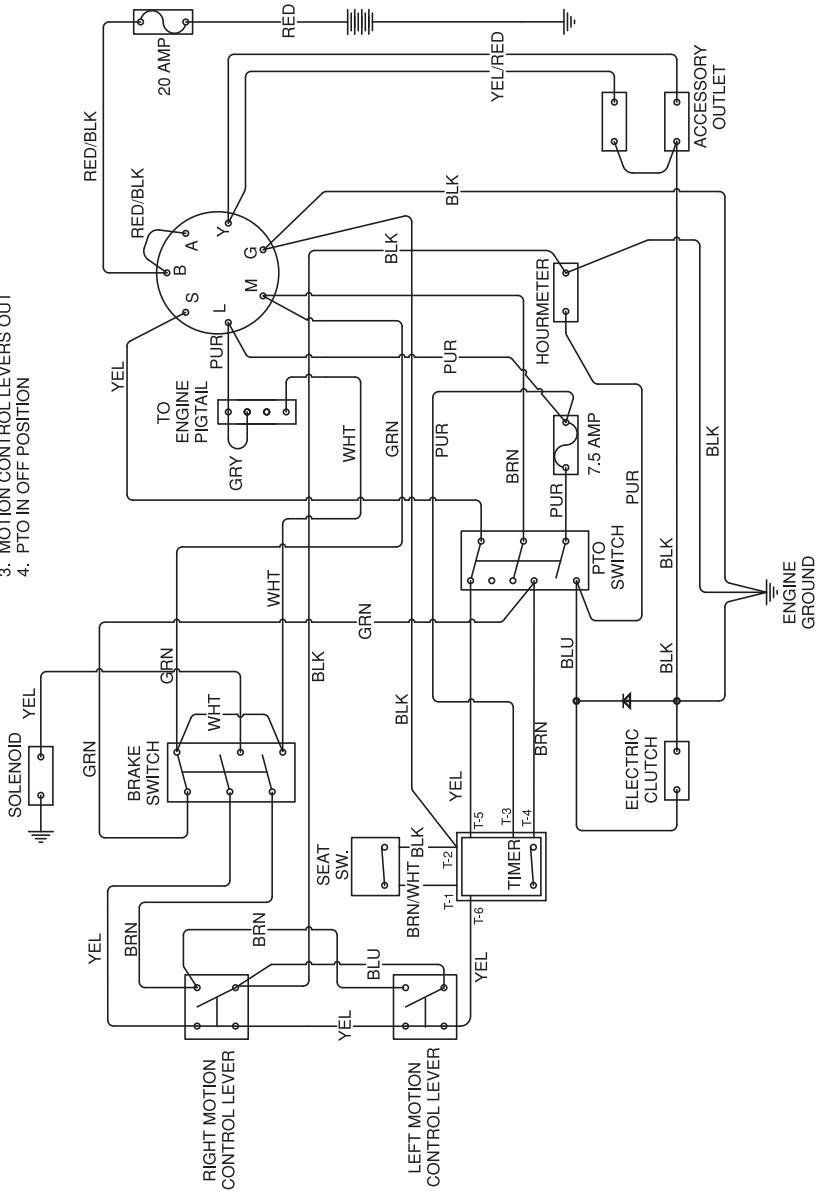 3. MOTION CONTROL LEVERS OUT
4. PTO IN OFF POSITION
RED
20 AMP
RED/BLK
RED/BLK
YEL/RED
ACCESSORY
OUTLET
BLK
A
B
Y
S
G
L
M
BLK
HOURMETER
PUR
YEL
TO
ENGINE
PIGTAIL
GRY
WHT
GRN
PUR
PUR
BRN
7.5 AMP
PUR
PUR
BLK
PTO
SWITCH
BLK
ENGINE
GROUND
WHT
GRN
GRN
BLK
BLU
BLK
YEL
SOLENOID
WHT
GRN
BRAKE
SWITCH
BLK
BRN
YEL
ELECTRIC
CLUTCH
T-5
T-3
T-4
SEAT
SW.
BLK
T-2
BRN/WHT
T-1
TIMER
T-6
YEL
BRN
BRN
BLU
YEL
YEL
RIGHT MOTION
CONTROL LEVER
LEFT MOTION
CONTROL LEVER